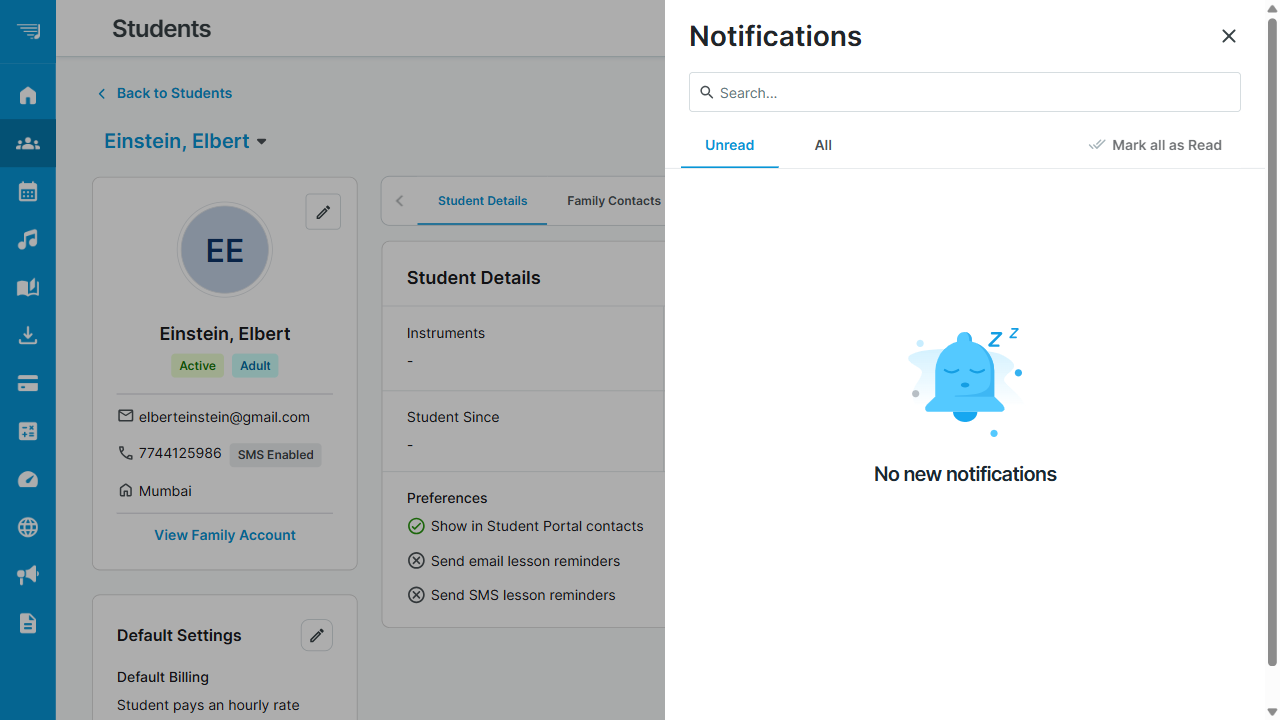 Students
Back to Students
Einstein, Elbert
EE
Einstein, Elbert
Active
Adult
elberteinstein@gmail.com
7744125986
SMS Enabled
Mumbai
View Family Account
Default Settings
Default Billing
Student pays an hourly rate
Student Details
Family Contacts
Student Details
Instruments
-
Student Since
-
Preferences
Show in Student Portal contacts
Send email lesson reminders
Send SMS lesson reminders
Notifications
Search...
Unread
All
Mark all as Read
Z Z
No new notifications